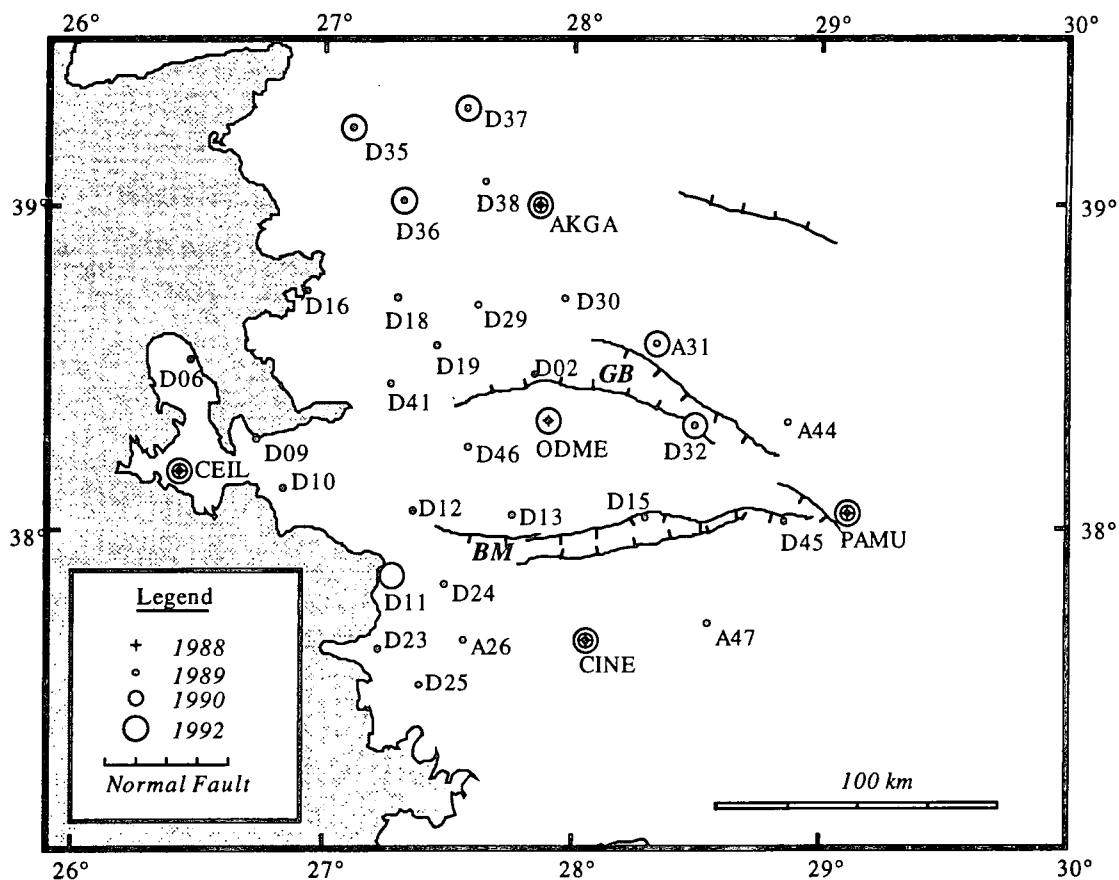 26° 27° 28° 29° 30°
D37
D35
39° D38 39°
D36 AKGA
D16 D18 D29 D30
D19 D02 GB A31
D06
D41
D09 D46 ODME D32 A44
CEIL
D10
D12 D13 D15
38° BM D45 PAMU 38°
D11 D24
D23 A26 CINE A47
D25
Legend
1988
1989
1990
1992
Normal Fault
100 km
26° 27° 28° 29° 30°